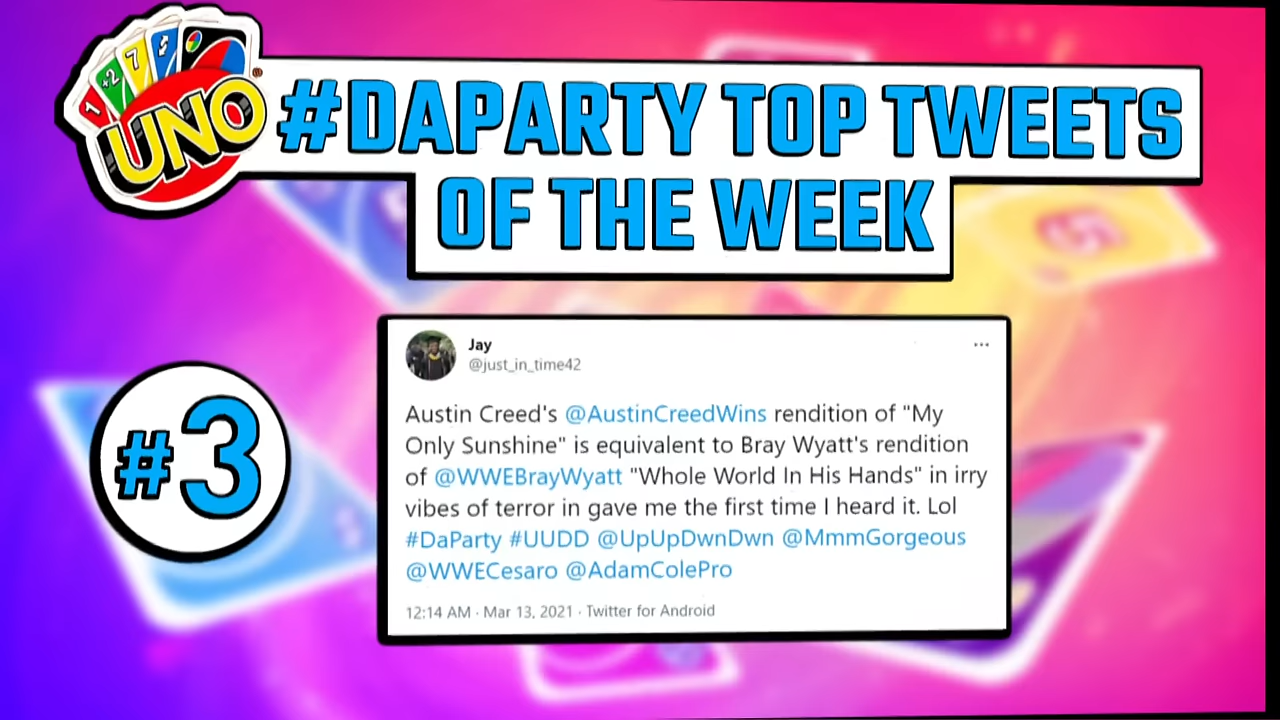 1 +2 7
UNO
#DAPARTY TOP TWEETS
OF THE WEEK
#3
Jay
@just_in_time42
Austin Creed's @AustinCreedWins rendition of "My
Only Sunshine" is equivalent to Bray Wyatt's rendition
of @WWEBrayWyatt "Whole World In His Hands" in irry
vibes of terror in gave me the first time I heard it. Lol
#DaParty #UUDD @UpUpDwnDwn @MmmGorgeous
@WWECesaro @AdamColePro
12:14 AM · Mar 13, 2021 · Twitter for Android